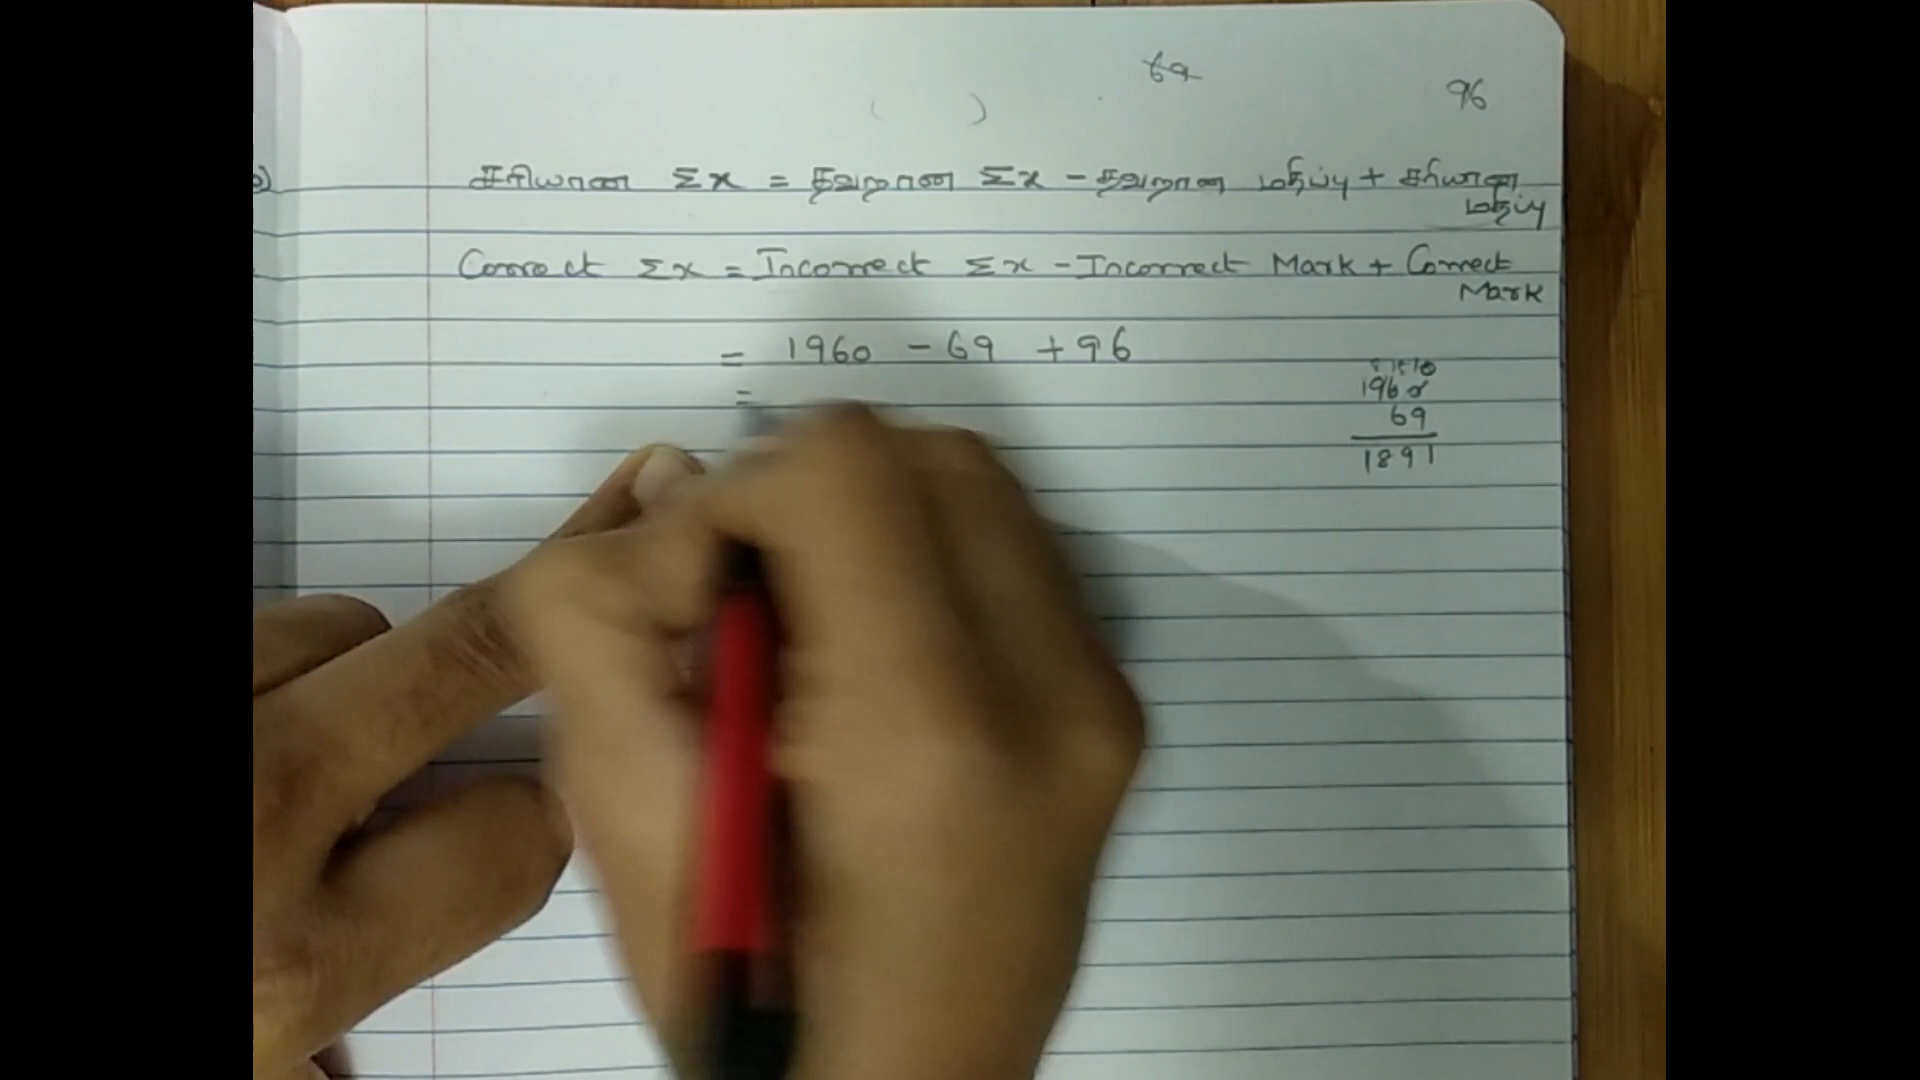 69
96
( )
சரியான Σx = தவறான Σx - தவறான மதிப்பு + சரியான
மதிப்பு
Correct Σx = Incorrect Σx - Incorrect Mark + Correct
Mark
= 1960 - 69 + 96
=
1960
69
1891